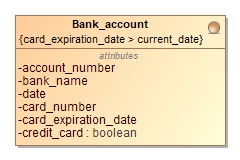 Bank_account
{card_expiration_date > current_date}
attributes
-account_number
-bank_name
-date
-card_number
-card_expiration_date
-credit_card : boolean